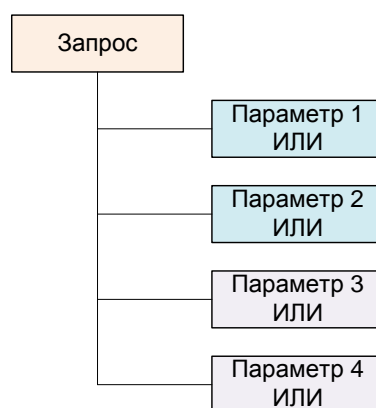 Запрос
Параметр 1
ИЛИ
Параметр 2
ИЛИ
Параметр 3
ИЛИ
Параметр 4
ИЛИ